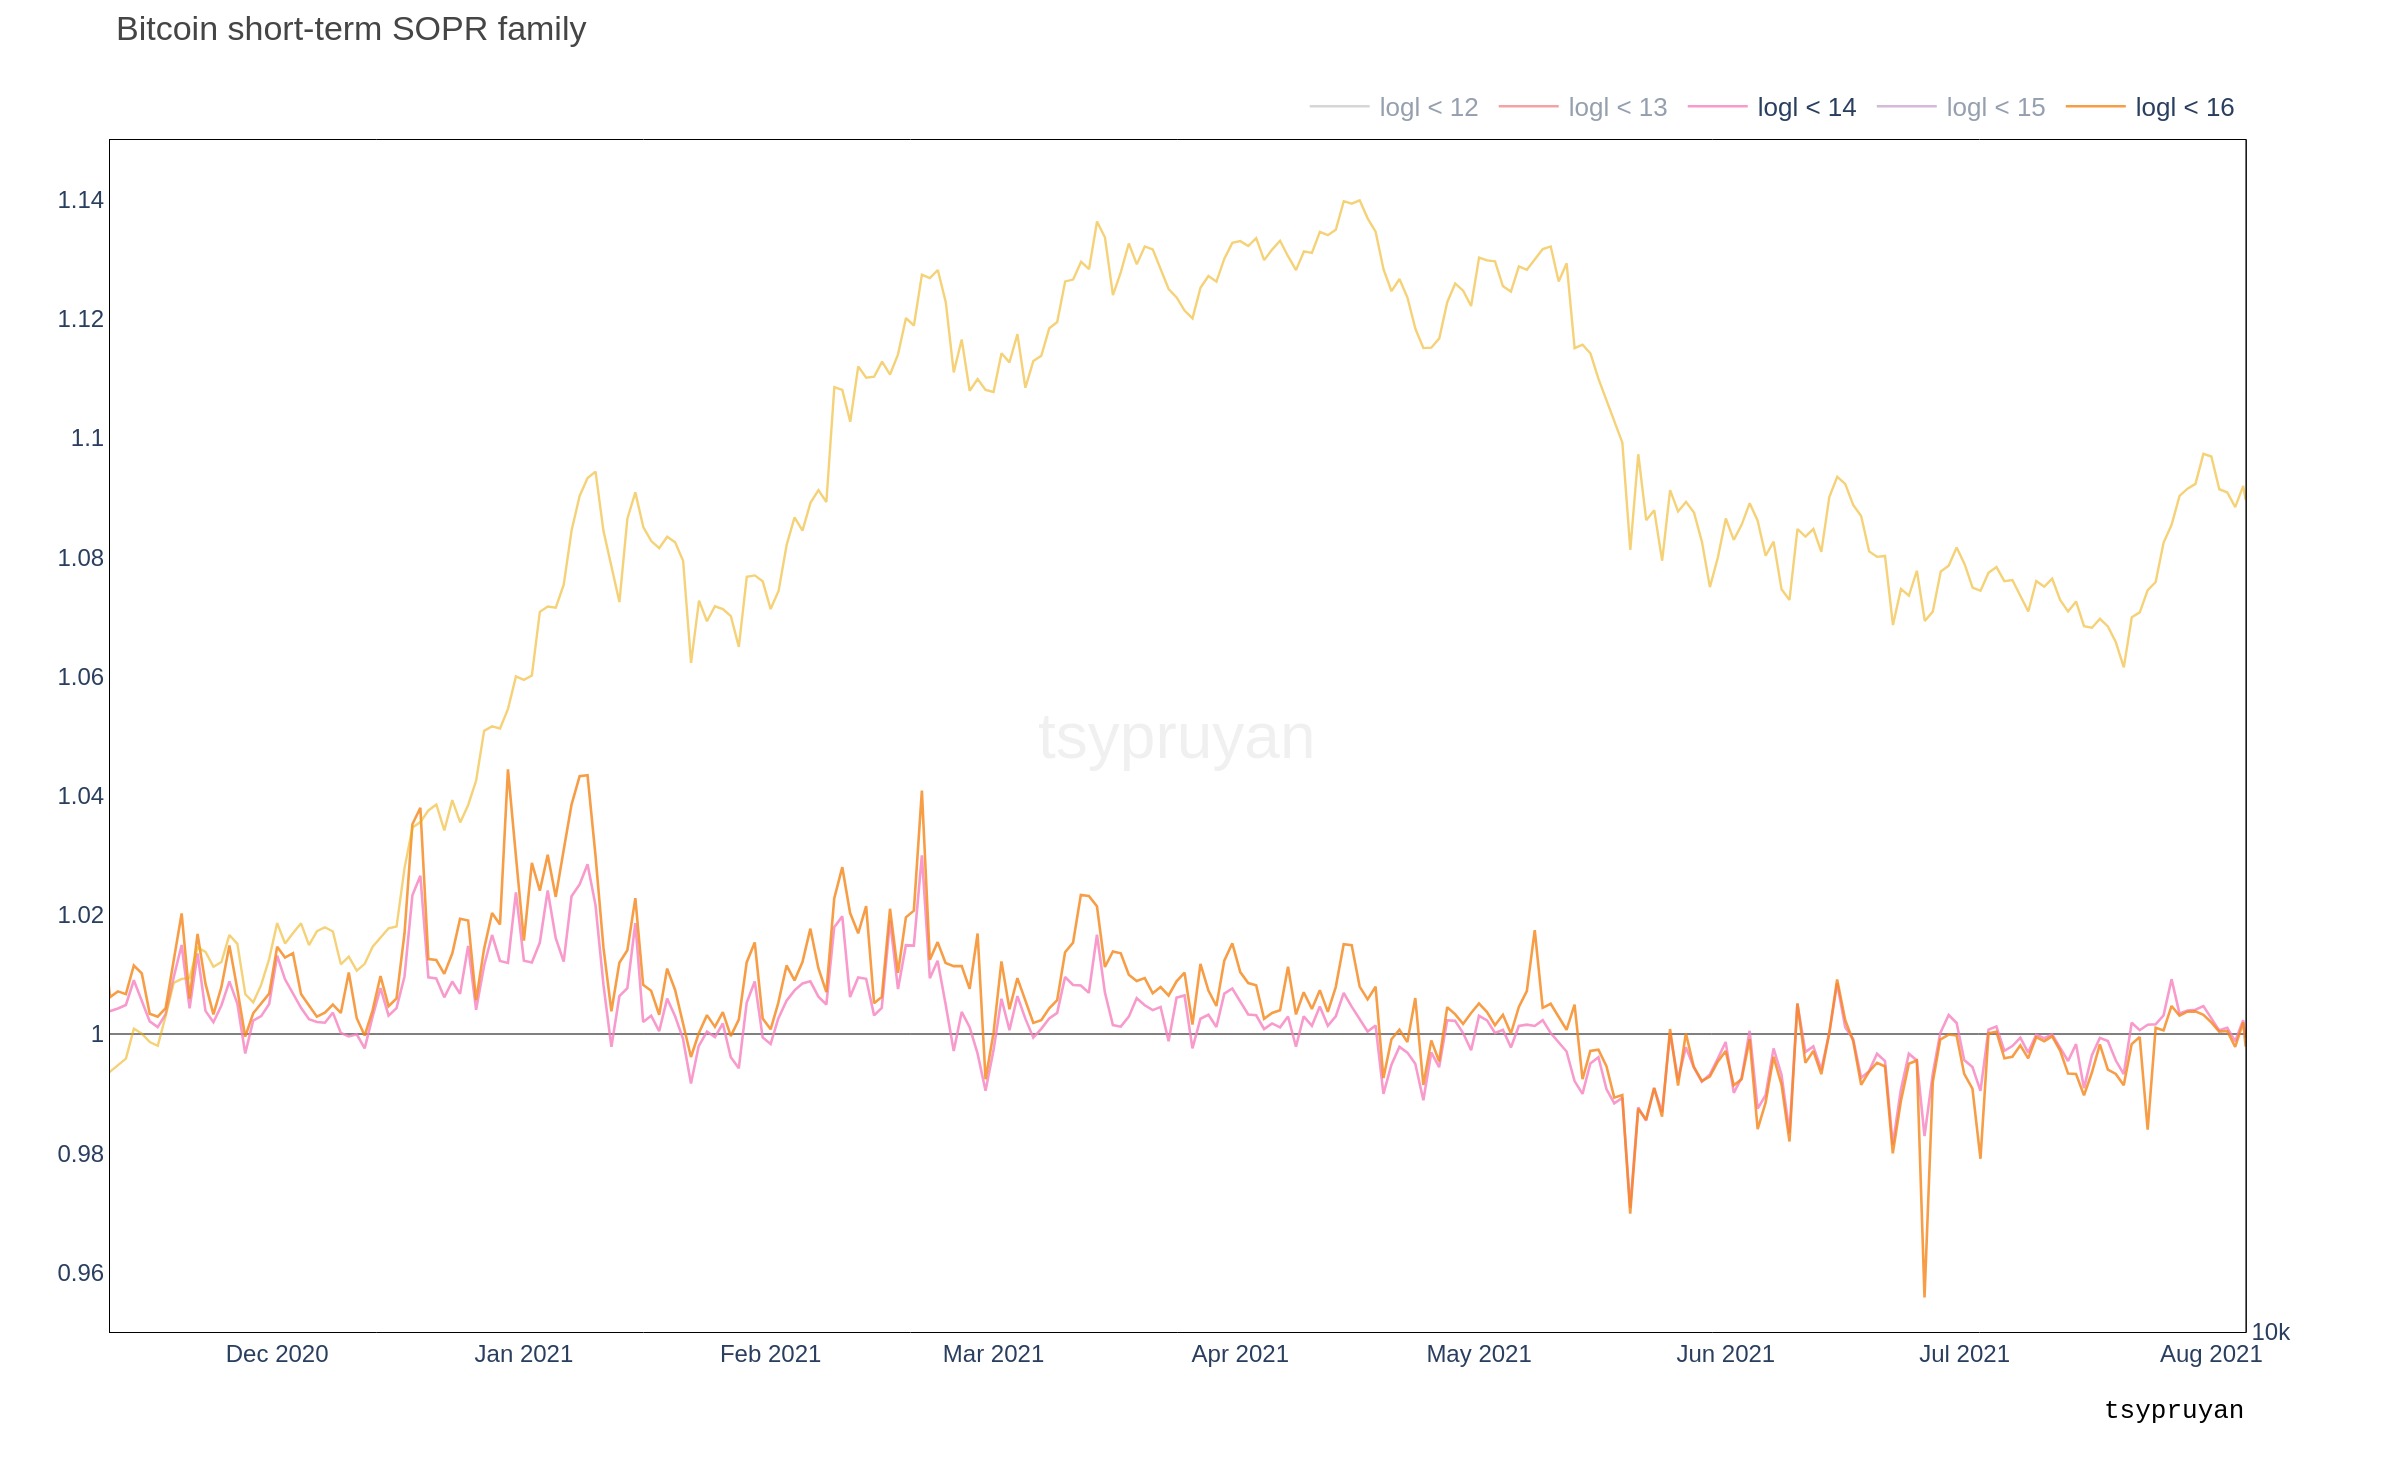 Bitcoin short-term SOPR family
logl < 12 logl < 13 logl < 14 logl < 15 logl < 16
1.14
1.12
1.1
1.08
1.06
tsypruyan
1.04
1.02
1
0.98
0.96
10k
Dec 2020 Jan 2021 Feb 2021 Mar 2021 Apr 2021 May 2021 Jun 2021 Jul 2021 Aug 2021
tsypruyan